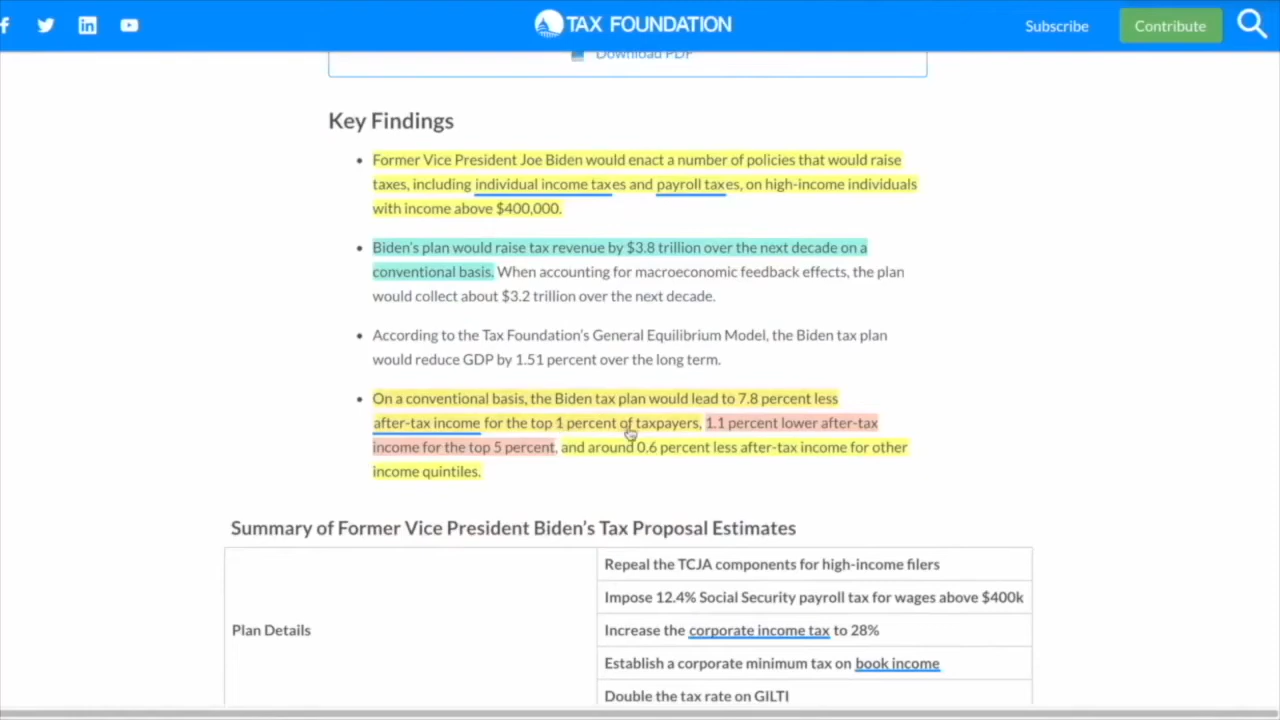 TAX FOUNDATION
Subscribe
Contribute
Download PDF
Key Findings
Former Vice President Joe Biden would enact a number of policies that would raise
taxes, including individual income taxes and payroll taxes, on high-income individuals
with income above $400,000.
Biden's plan would raise tax revenue by $3.8 trillion over the next decade on a
conventional basis. When accounting for macroeconomic feedback effects, the plan
would collect about $3.2 trillion over the next decade.
According to the Tax Foundation's General Equilibrium Model, the Biden tax plan
would reduce GDP by 1.51 percent over the long term.
On a conventional basis, the Biden tax plan would lead to 7.8 percent less
after-tax income for the top 1 percent of taxpayers, 1.1 percent lower after-tax
income for the top 5 percent, and around 0.6 percent less after-tax income for other
income quintiles.
Summary of Former Vice President Biden's Tax Proposal Estimates
Plan Details
Repeal the TCJA components for high-income filers
Impose 12.4% Social Security payroll tax for wages above $400k
Increase the corporate income tax to 28%
Establish a corporate minimum tax on book income
Double the tax rate on GILTI